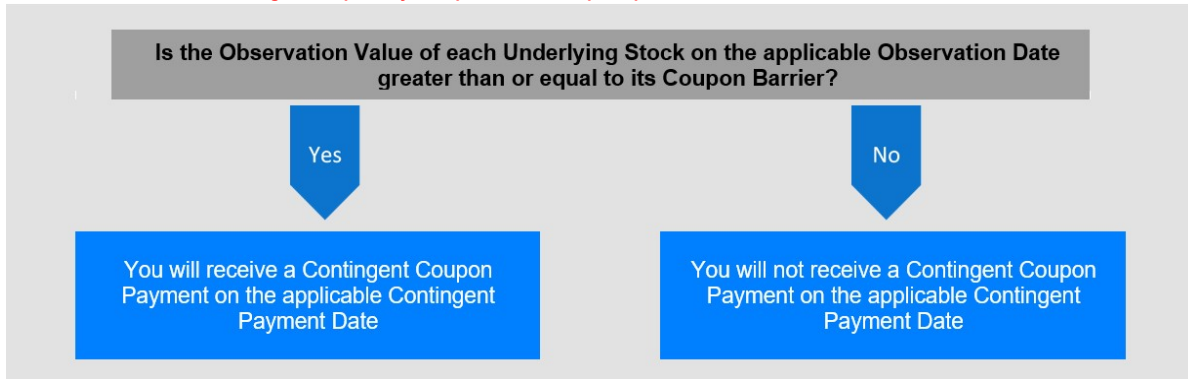 Is the Observation Value of each Underlying Stock on the applicable Observation Date
greater than or equal to its Coupon Barrier?
Yes
No
You will receive a Contingent Coupon
Payment on the applicable Contingent
Payment Date
You will not receive a Contingent Coupon
Payment on the applicable Contingent
Payment Date